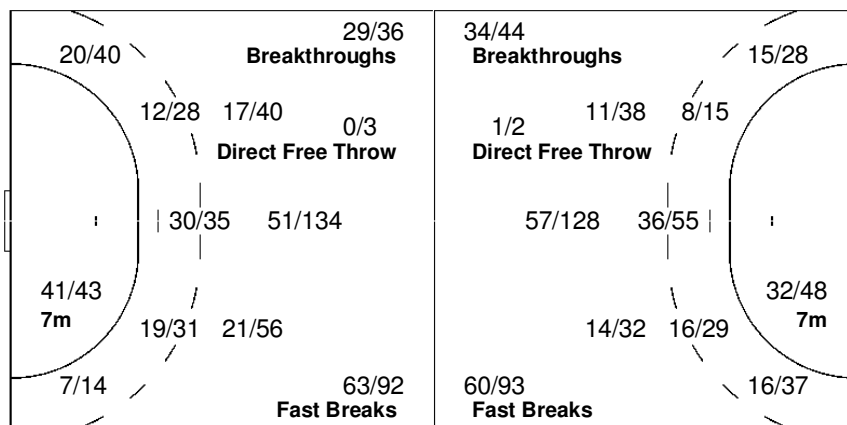 29/36 34/44
20/40 Breakthroughs Breakthroughs 15/28
12/28 17/40 11/38 8/15
0/3 1/2
Direct Free Throw Direct Free Throw
30/35 51/134 57/128 36/55
41/43 32/48
7m 7m
19/31 21/56 14/32 16/29
7/14 63/92 60/93 16/37
Fast Breaks Fast Breaks